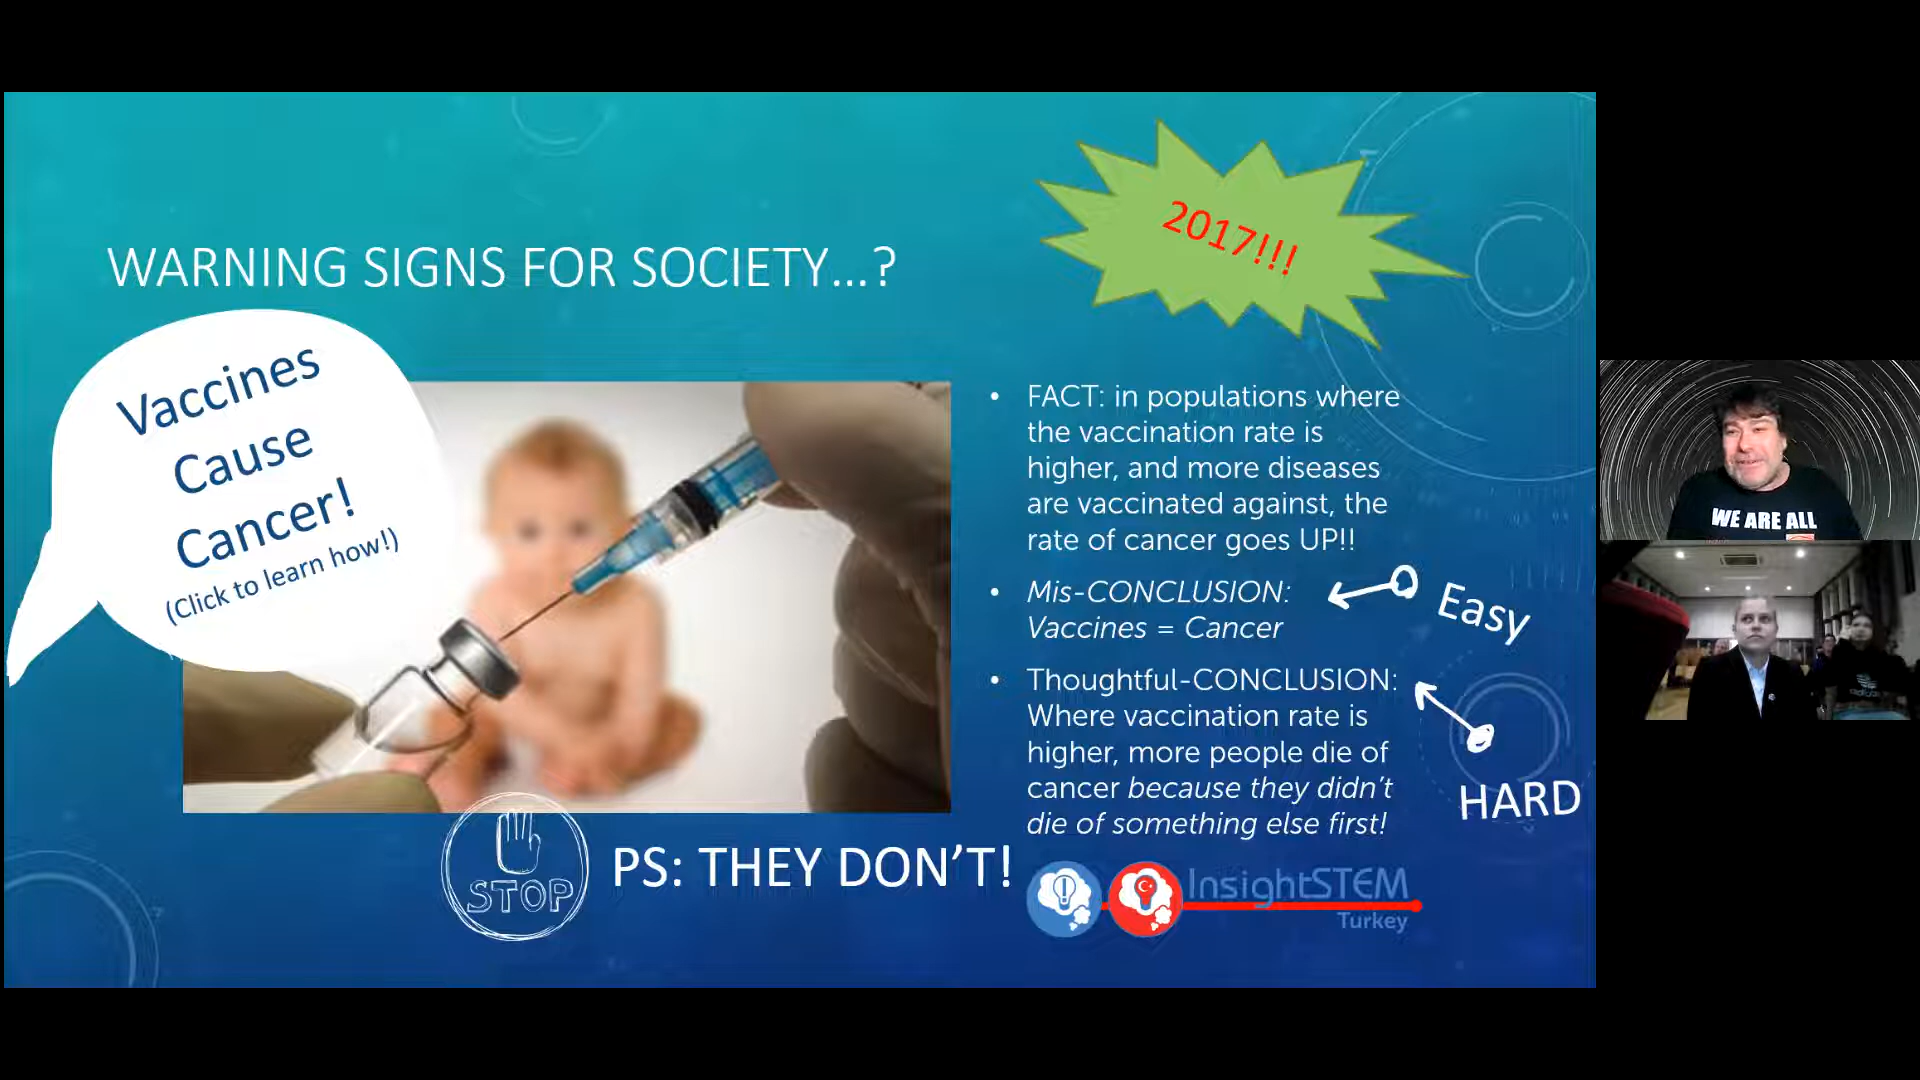 WARNING SIGNS FOR SOCIETY...?
2017!!!
Vaccines
Cause
Cancer!
(Click to learn how!)
• FACT: in populations where
the vaccination rate is
higher, and more diseases
are vaccinated against, the
rate of cancer goes UP!!
• Mis-CONCLUSION:
Vaccines = Cancer
Easy
• Thoughtful-CONCLUSION:
Where vaccination rate is
higher, more people die of
cancer because they didn't
die of something else first!
HARD
STOP
PS: THEY DON'T!
InsightSTEM
Turkey
WE ARE ALL